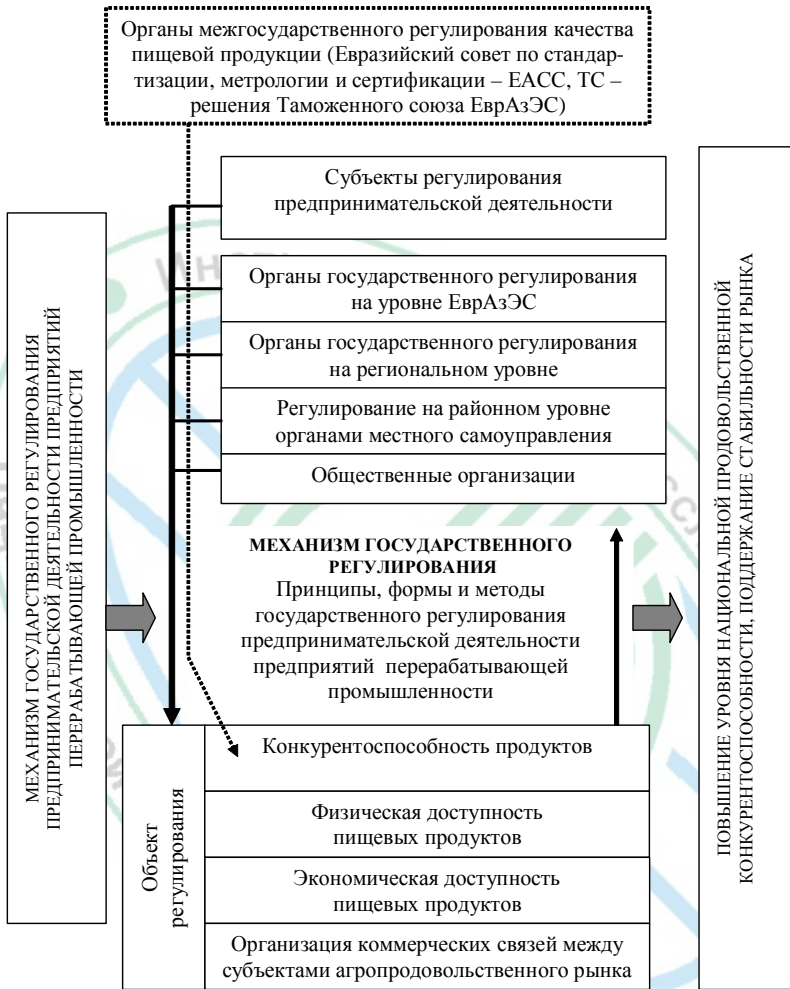 Органы межгосударственного регулирования качества
пищевой продукции (Евразийский совет по стандар-
тизации, метрологии и сертификации – ЕАСС, ТС –
решения Таможенного союза ЕврАзЭС)
МЕХАНИЗМ ГОСУДАРСТВЕННОГО РЕГУЛИРОВАНИЯ
ПРЕДПРИНИМАТЕЛЬСКОЙ ДЕЯТЕЛЬНОСТИ ПРЕДПРИЯТИЙ
ПЕРЕРАБАТЫВАЮЩЕЙ ПРОМЫШЛЕННОСТИ
Субъекты регулирования
предпринимательской деятельности
Органы государственного регулирования
на уровне ЕврАзЭС
Органы государственного регулирования
на региональном уровне
Регулирование на районном уровне
органами местного самоуправления
Общественные организации
МЕХАНИЗМ ГОСУДАРСТВЕННОГО
РЕГУЛИРОВАНИЯ
Принципы, формы и методы
государственного регулирования
предпринимательской деятельности
предприятий перерабатывающей
промышленности
Объект
регулирования
Конкурентоспособность продуктов
Физическая доступность
пищевых продуктов
Экономическая доступность
пищевых продуктов
Организация коммерческих связей между
субъектами агропродовольственного рынка
ПОВЫШЕНИЕ УРОВНЯ НАЦИОНАЛЬНОЙ ПРОДОВОЛЬСТВЕННОЙ
КОНКУРЕНТОСПОСОБНОСТИ, ПОДДЕРЖАНИЕ СТАБИЛЬНОСТИ РЫНКА